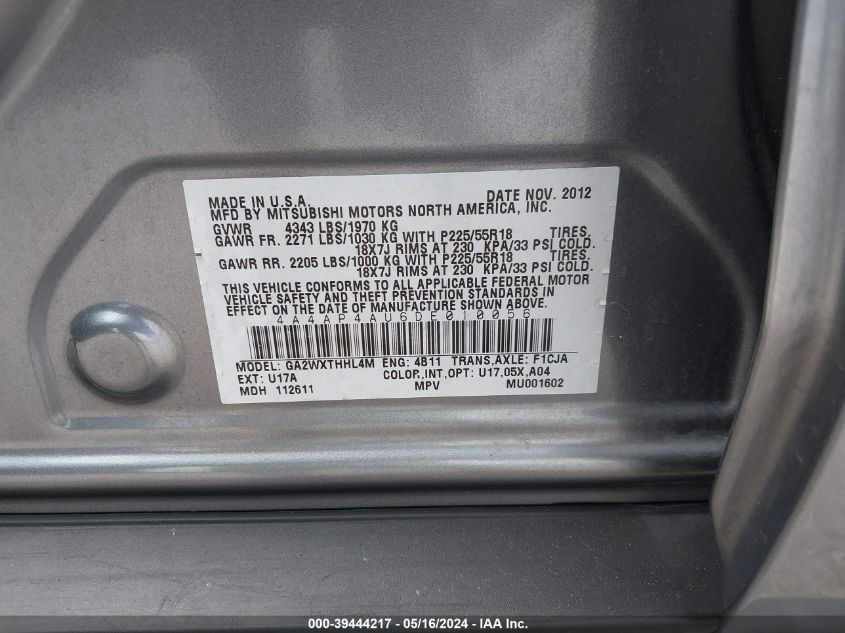 MADE IN U.S.A. DATE NOV. 2012
MFD BY MITSUBISHI MOTORS NORTH AMERICA, INC.
GVWR 4343 LBS/1970 KG
GAWR FR. 2271 LBS/1030 KG WITH P225/55R18 TIRES,
18X7J RIMS AT 230 KPA/33 PSI COLD.
GAWR RR. 2205 LBS/1000 KG WITH P225/55R18 TIRES,
18X7J RIMS AT 230 KPA/33 PSI COLD.
THIS VEHICLE CONFORMS TO ALL APPLICABLE FEDERAL MOTOR
VEHICLE SAFETY AND THEFT PREVENTION STANDARDS IN
EFFECT ON THE DATE OF MANUFACTURE SHOWN ABOVE.
4A4AP4AU6DE010056
MODEL: GA2WXTHHL4M ENG: 4B11 TRANS,AXLE: F1CJA
EXT: U17A COLOR,INT,OPT: U17,05X,A04
MDH 112611 MPV MU001602
000-39444217 - 05/16/2024 - IAA Inc.